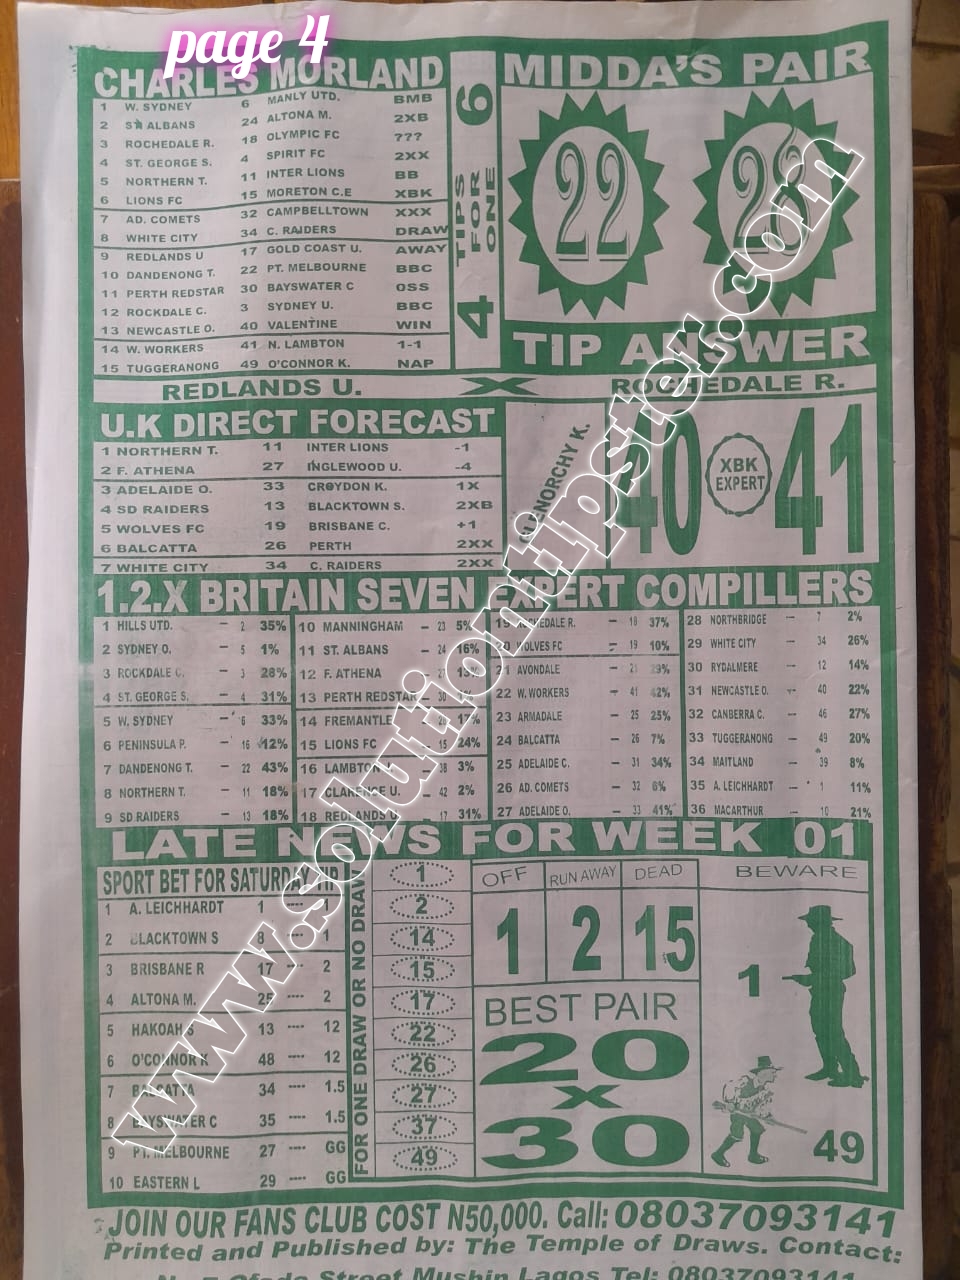 page 4
CHARLES MORLAND
1 W. SYDNEY 6 MANLY UTD. BMB
2 ST ALBANS 24 ALTONA M. 2XB
3 ROCHEDALE R. 18 OLYMPIC FC ???
4 ST. GEORGE S. 4 SPIRIT FC 2XX
5 NORTHERN T. 11 INTER LIONS BB
6 LIONS FC 15 MORETON C.E XBK
7 AD. COMETS 32 CAMPBELLTOWN XXX
8 WHITE CITY 34 C. RAIDERS DRAW
9 REDLANDS U 17 GOLD COAST U. AWAY
10 DANDENONG T. 22 PT. MELBOURNE BBC
11 PERTH REDSTAR 30 BAYSWATER C 0SS
12 ROCKDALE C. 3 SYDNEY U. BBC
13 NEWCASTLE O. 40 VALENTINE WIN
14 W. WORKERS 41 N. LAMBTON 1-1
15 TUGGERANONG 49 O'CONNOR K. NAP
4 TIPS FOR ONE 6
MIDDA'S PAIR
22
TIP ANSWER
REDLANDS U. X ROCHEDALE R.
U.K DIRECT FORECAST
1 NORTHERN T. 11 INTER LIONS -1
2 F. ATHENA 27 INGLEWOOD U. -4
3 ADELAIDE O. 33 CROYDON K. 1X
4 SD RAIDERS 13 BLACKTOWN S. 2XB
5 WOLVES FC 19 BRISBANE C. +1
6 BALCATTA 26 PERTH 2XX
7 WHITE CITY 34 C. RAIDERS 2XX
GLENORCHY K.
40 XBK EXPERT 41
1.2.X BRITAIN SEVEN EXPERT COMPILLERS
1 HILLS UTD. – 2 35%
2 SYDNEY O. – 5 1%
3 ROCKDALE C. – 3 28%
4 ST. GEORGE S. – 4 31%
5 W. SYDNEY – 6 33%
6 PENINSULA P. – 16 12%
7 DANDENONG T. – 22 43%
8 NORTHERN T. – 11 18%
9 SD RAIDERS – 13 18%
10 MANNINGHAM – 23 5%
11 ST. ALBANS – 24 16%
12 F. ATHENA 27 13%
13 PERTH REDSTAR – 30
14 FREMANTLE 17%
15 LIONS FC – 15 24%
16 LAMBTON 38 3%
17 CLARENCE U. – 42 2%
18 REDLANDS U. 17 31%
19 ROCHEDALE R. – 18 37%
20 WOLVES FC – 19 10%
21 AVONDALE – 21 29%
22 W. WORKERS – 41 42%
23 ARMADALE – 25 25%
24 BALCATTA – 26 7%
25 ADELAIDE C. – 31 34%
26 AD. COMETS – 32 6%
27 ADELAIDE O. – 33 41%
28 NORTHBRIDGE – 7 2%
29 WHITE CITY – 34 26%
30 RYDALMERE – 12 14%
31 NEWCASTLE O. – 40 22%
32 CANBERRA C. – 46 27%
33 TUGGERANONG – 49 20%
34 MAITLAND – 39 8%
35 A. LEICHHARDT – 1 11%
36 MACARTHUR – 10 21%
LATE NEWS FOR WEEK 01
SPORT BET FOR SATURDAY TIP
1 A. LEICHHARDT 1 ---- 1
2 BLACKTOWN S 8 ---- 1
3 BRISBANE R 17 ---- 2
4 ALTONA M. 25 ---- 2
5 HAKOAH S 13 ---- 12
6 O'CONNOR K 48 ---- 12
7 BALCATTA 34 ---- 1.5
8 BAYSWATER C 35 ---- 1.5
9 PT. MELBOURNE 27 ---- GG
10 EASTERN L 29 ---- GG
FOR ONE DRAW OR NO DRAW
1
2
14
15
17
22
26
27
37
49
OFF RUN AWAY DEAD
1 2 15
BEST PAIR
20
X
30
BEWARE
1
49
JOIN OUR FANS CLUB COST N50,000. Call: 08037093141
Printed and Published by: The Temple of Draws. Contact:
Street Mushin Lagos Tel: 08037093141
www.solutiontipster.com